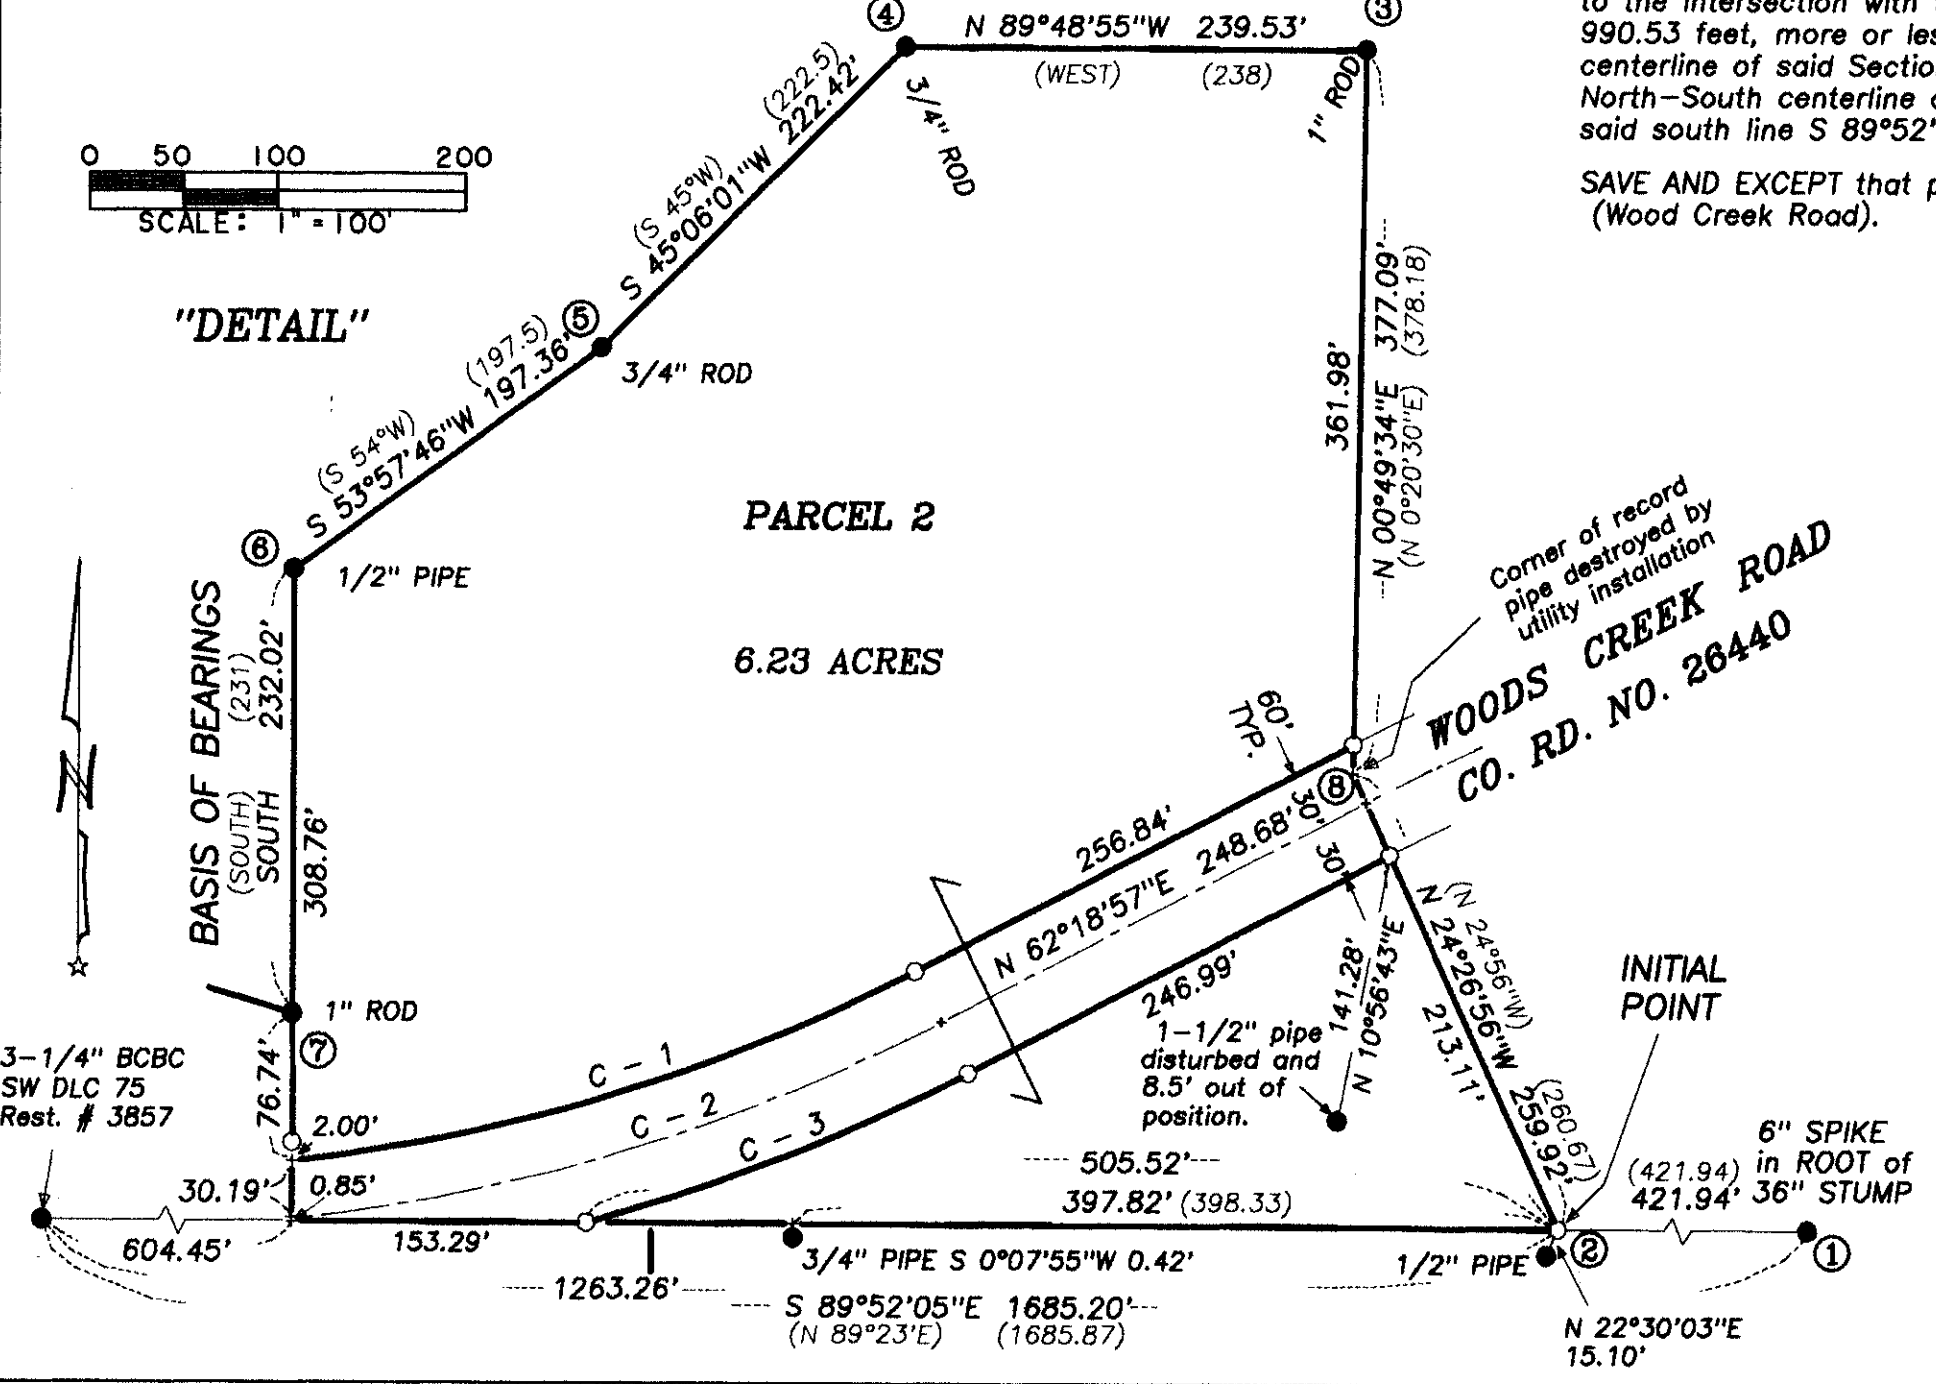 to the intersection with
990.53 feet, more or les
centerline of said Sectio
North-South centerline
said south line S 89°52'
SAVE AND EXCEPT that p
(Wood Creek Road).
④
N 89°48'55"W 239.53'
(WEST) (238)
③
1" ROD
3/4" ROD
(S 45°W) (222.5)
S 45°06'01"W 222.42'
0 50 100 200
SCALE: 1" = 100'
"DETAIL"
⑤
3/4" ROD
(S 54°W) (197.5)
S 53°57'46"W 197.36'
⑥
1/2" PIPE
361.98'
N 00°49'34"E 377.09'
(N 0°20'30"E) (378.18)
PARCEL 2
6.23 ACRES
Corner of record
pipe destroyed by
utility installation
WOODS CREEK ROAD
CO. RD. NO. 26440
N
BASIS OF BEARINGS
(SOUTH) (231)
SOUTH 232.02'
308.76'
60'
TYP.
⑧
30'
30'
256.84'
N 62°18'57"E 248.68'
246.99'
1" ROD
⑦
76.74'
2.00'
30.19'
0.85'
3-1/4" BCBC
SW DLC 75
Rest. # 3857
C - 1
C - 2
C - 3
141.28'
N 10°56'43"E
1-1/2" pipe
disturbed and
8.5' out of
position.
(N 24°56"W) (260.67)
N 24°26'56"W 259.92'
213.11'
INITIAL
POINT
6" SPIKE
in ROOT of
36" STUMP
(421.94)
421.94'
①
②
505.52'
397.82' (398.33)
604.45'
153.29'
3/4" PIPE S 0°07'55"W 0.42'
1/2" PIPE
1263.26'
S 89°52'05"E 1685.20'
(N 89°23'E) (1685.87)
N 22°30'03"E
15.10'